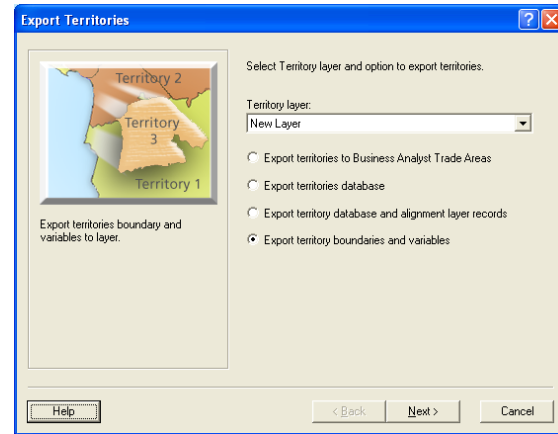 Export Territories
Territory 2
Territory
3
Territory 1
Export territories boundary and
variables to layer.
Select Territory layer and option to export territories.
Territory layer:
New Layer
Export territories to Business Analyst Trade Areas
Export territories database
Export territory database and alignment layer records
Export territory boundaries and variables
Help
< Back
Next >
Cancel